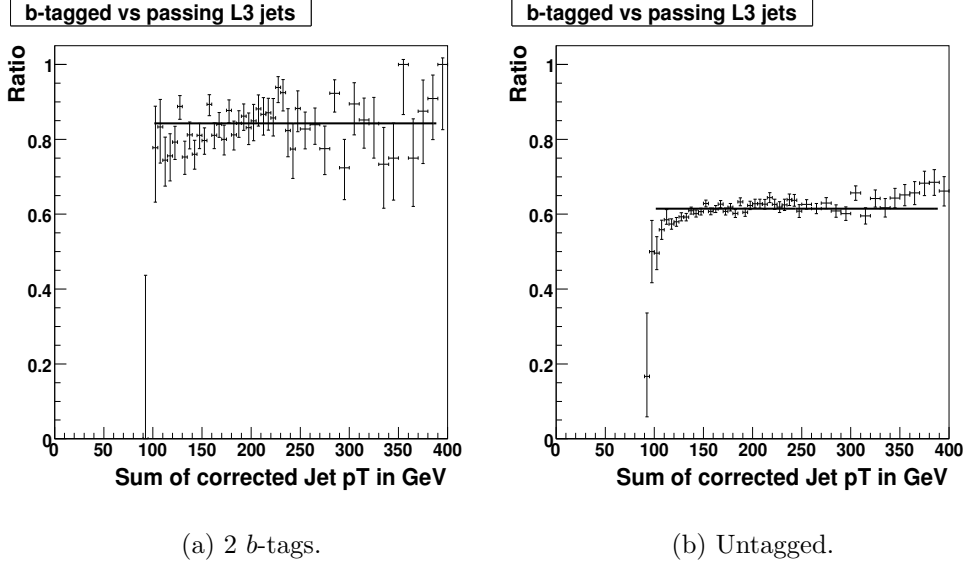 b-tagged vs passing L3 jets
Ratio
1
0.8
0.6
0.4
0.2
0
0 50 100 150 200 250 300 350 400
Sum of corrected Jet pT in GeV
(a) 2 b-tags.
b-tagged vs passing L3 jets
Ratio
1
0.8
0.6
0.4
0.2
0
0 50 100 150 200 250 300 350 400
Sum of corrected Jet pT in GeV
(b) Untagged.